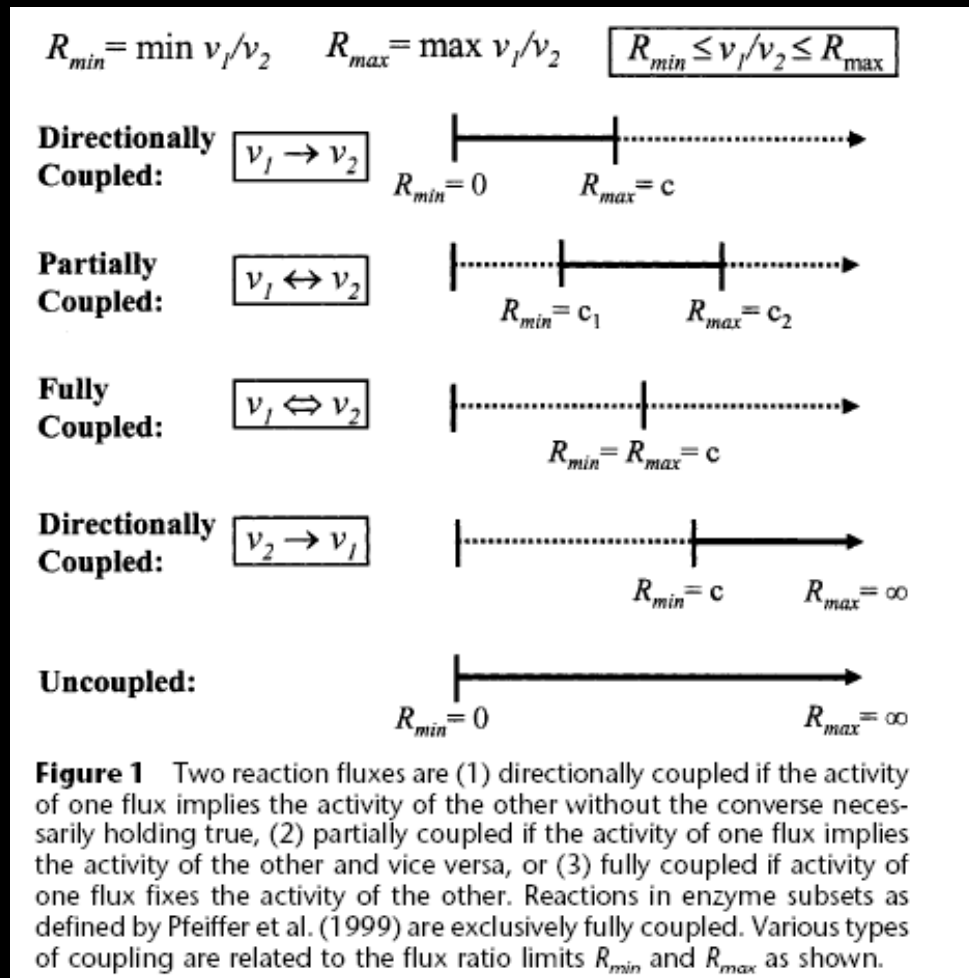 R_min = min v_1/v_2 R_max = max v_1/v_2 R_min ≤ v_1/v_2 ≤ R_max
Directionally
Coupled: v_1 → v_2
R_min = 0 R_max = c
Partially
Coupled: v_1 ↔ v_2
R_min = c_1 R_max = c_2
Fully
Coupled: v_1 ⇔ v_2
R_min = R_max = c
Directionally
Coupled: v_2 → v_1
R_min = c R_max = ∞
Uncoupled:
R_min = 0 R_max = ∞
Figure 1 Two reaction fluxes are (1) directionally coupled if the activity
of one flux implies the activity of the other without the converse neces-
sarily holding true, (2) partially coupled if the activity of one flux implies
the activity of the other and vice versa, or (3) fully coupled if activity of
one flux fixes the activity of the other. Reactions in enzyme subsets as
defined by Pfeiffer et al. (1999) are exclusively fully coupled. Various types
of coupling are related to the flux ratio limits R_min and R_max as shown.